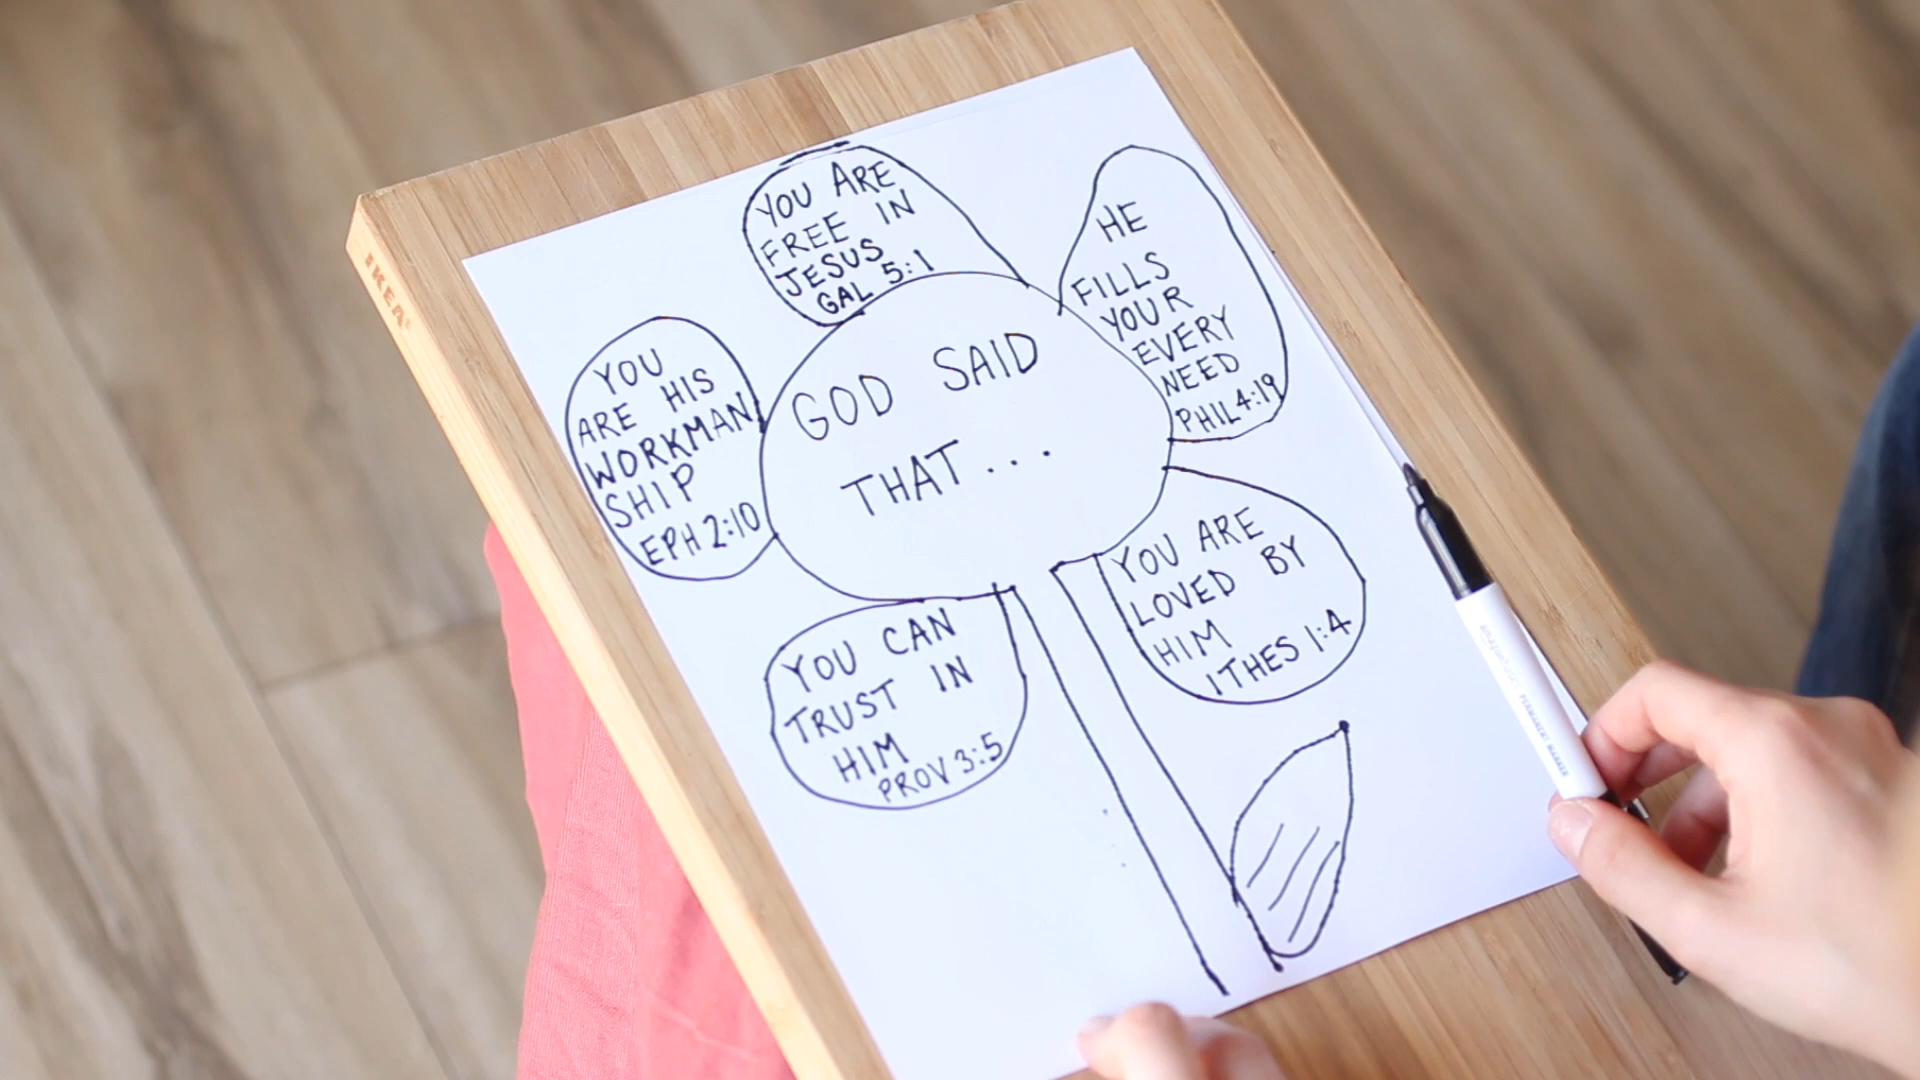 IKEA
YOU ARE
FREE IN
JESUS
GAL 5:1
HE
FILLS
YOUR
EVERY
NEED
PHIL 4:19
YOU
ARE HIS
WORKMAN
SHIP
EPH 2:10
GOD SAID
THAT...
YOU ARE
LOVED BY
HIM
1THES 1:4
YOU CAN
TRUST IN
HIM
PROV 3:5
PERMANENT MARKER